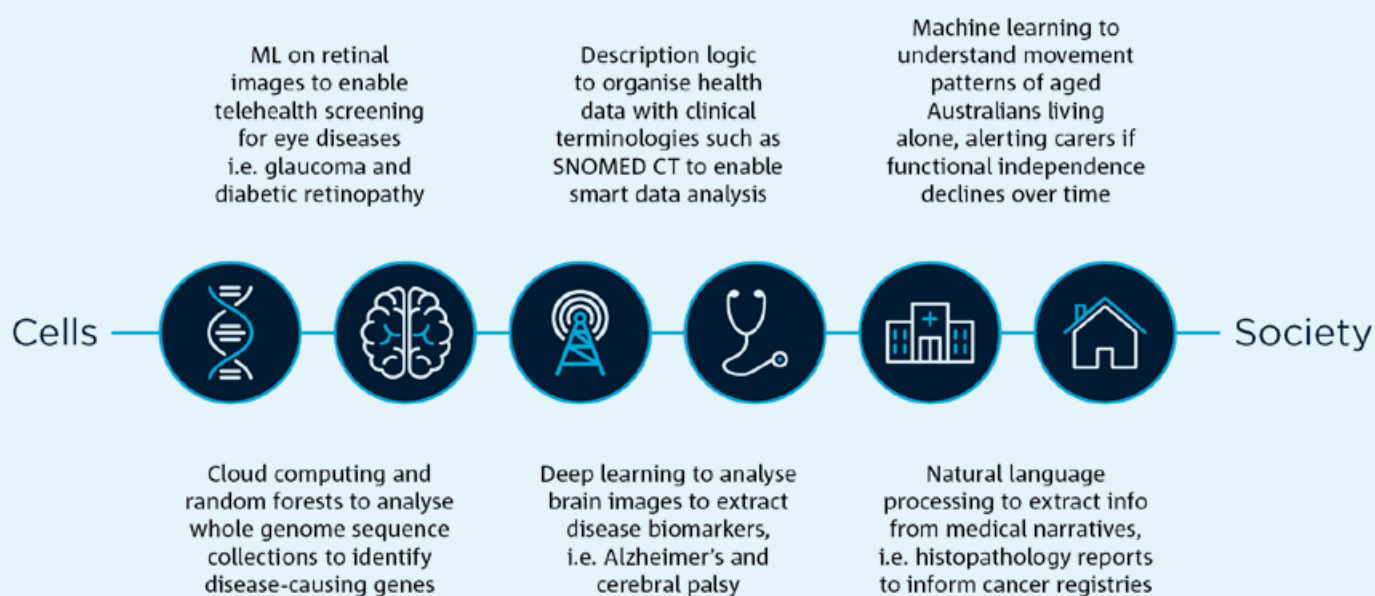 ML on retinal
images to enable
telehealth screening
for eye diseases
i.e. glaucoma and
diabetic retinopathy
Description logic
to organise health
data with clinical
terminologies such as
SNOMED CT to enable
smart data analysis
Machine learning to
understand movement
patterns of aged
Australians living
alone, alerting carers if
functional independence
declines over time
Cells
Society
Cloud computing and
random forests to analyse
whole genome sequence
collections to identify
disease-causing genes
Deep learning to analyse
brain images to extract
disease biomarkers,
i.e. Alzheimer's and
cerebral palsy
Natural language
processing to extract info
from medical narratives,
i.e. histopathology reports
to inform cancer registries